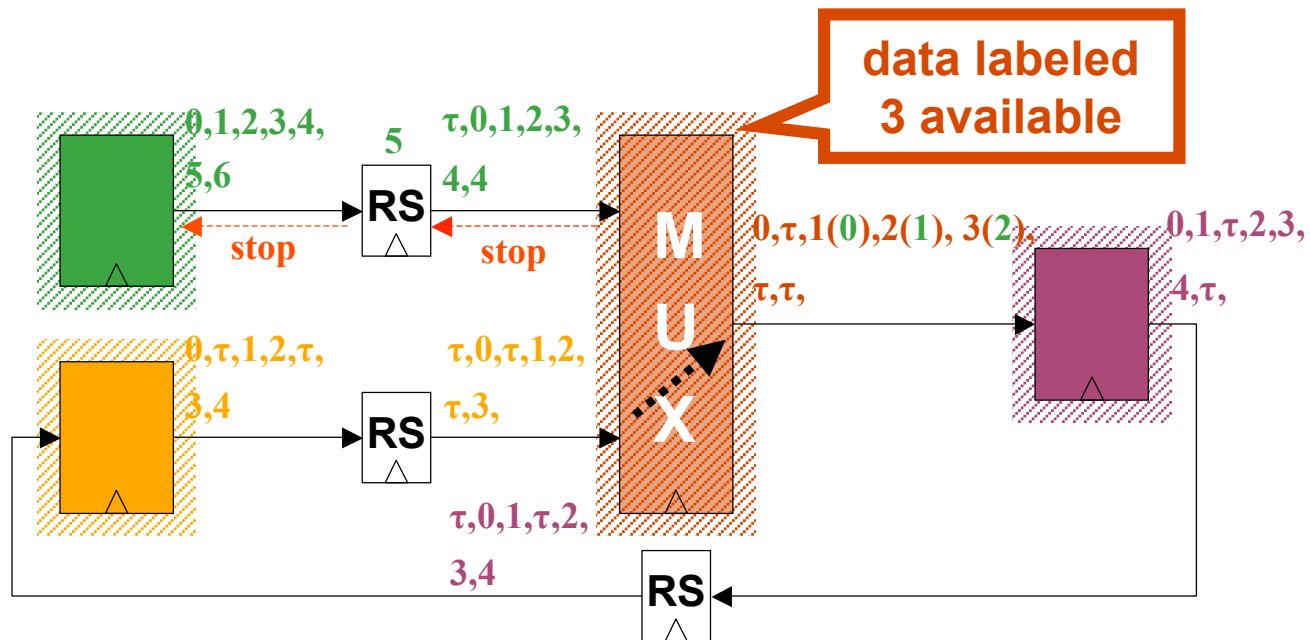 data labeled
3 available
0,1,2,3,4,
5,6
5
RS
τ,0,1,2,3,
4,4
stop
stop
M
U
X
0,τ,1(0),2(1), 3(2),
τ,τ,
0,1,τ,2,3,
4,τ,
0,τ,1,2,τ,
3,4
RS
τ,0,τ,1,2,
τ,3,
τ,0,1,τ,2,
3,4
RS